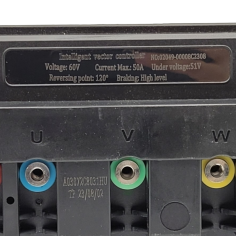 Intelligent vector controller
Voltage: 60V Current Max.: 50A Under voltage:51V
Reversing point: 120° Braking: High level
U V W